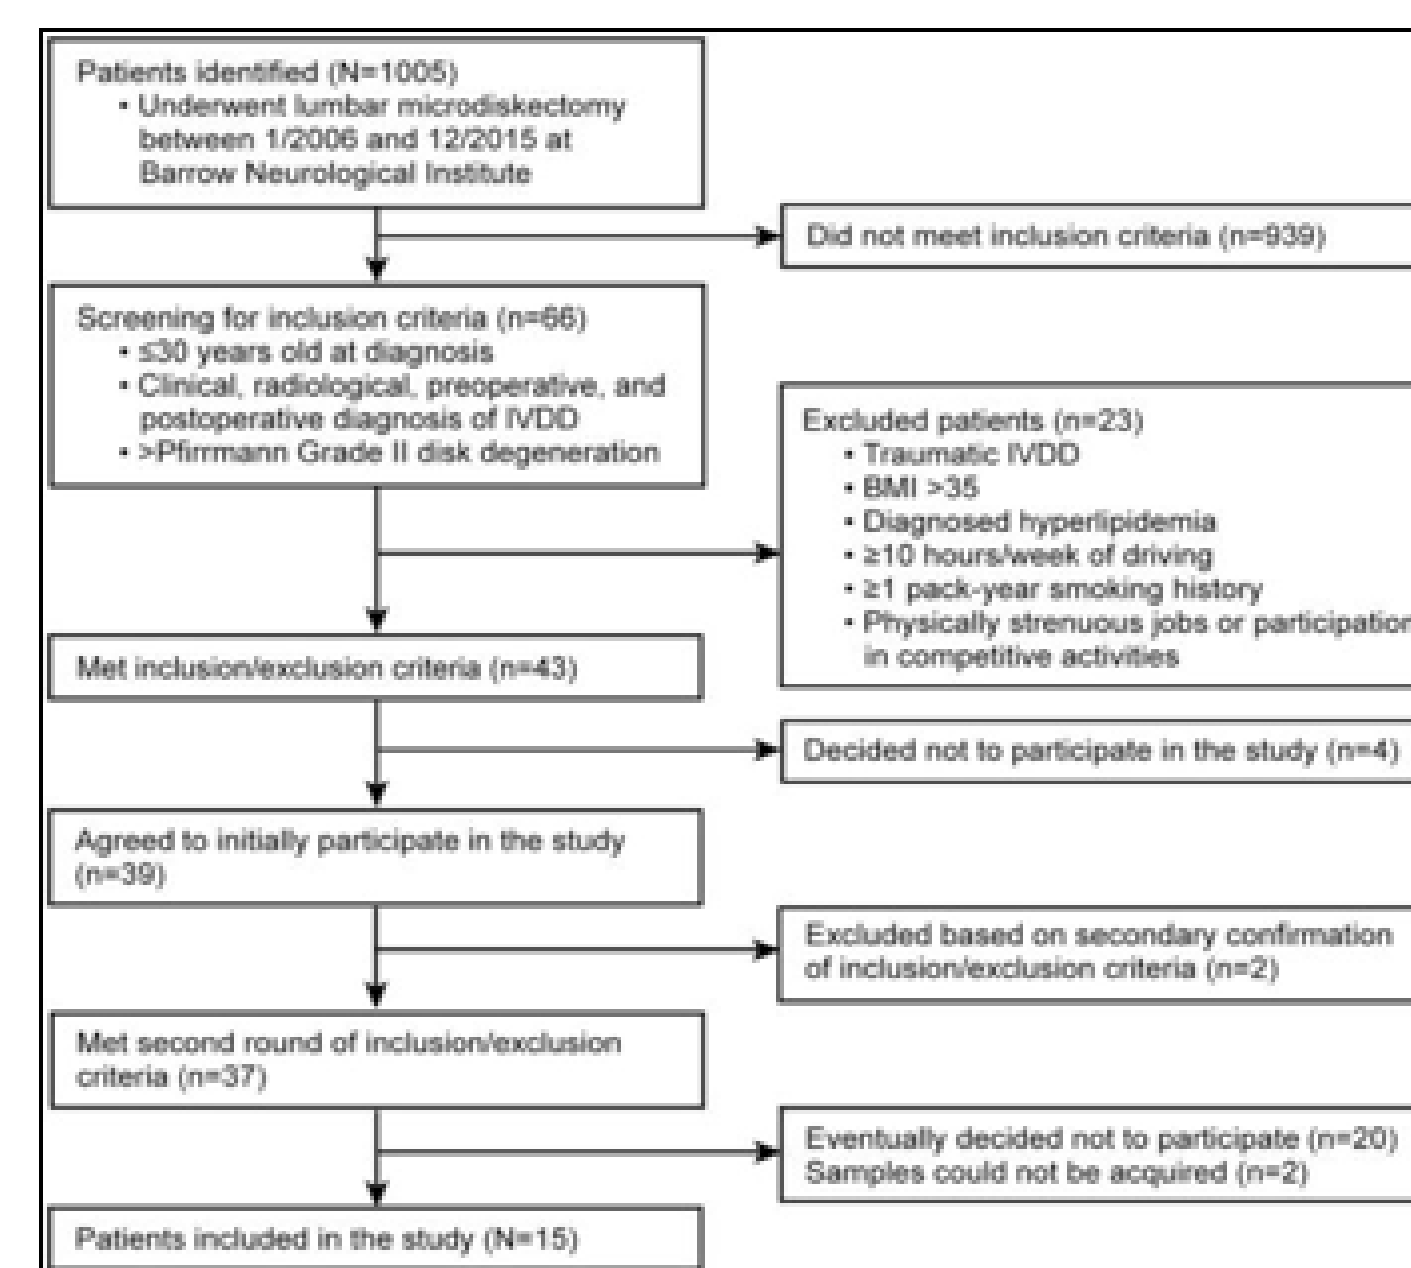 Patients identified (N=1005)
• Underwent lumbar microdiskectomy
between 1/2006 and 12/2015 at
Barrow Neurological Institute
Did not meet inclusion criteria (n=939)
Screening for inclusion criteria (n=66)
• ≤30 years old at diagnosis
• Clinical, radiological, preoperative, and
postoperative diagnosis of IVDD
• >Pfirrmann Grade II disk degeneration
Excluded patients (n=23)
• Traumatic IVDD
• BMI >35
• Diagnosed hyperlipidemia
• ≥10 hours/week of driving
• ≥1 pack-year smoking history
• Physically strenuous jobs or participation
in competitive activities
Met inclusion/exclusion criteria (n=43)
Decided not to participate in the study (n=4)
Agreed to initially participate in the study
(n=39)
Excluded based on secondary confirmation
of inclusion/exclusion criteria (n=2)
Met second round of inclusion/exclusion
criteria (n=37)
Eventually decided not to participate (n=20)
Samples could not be acquired (n=2)
Patients included in the study (N=15)